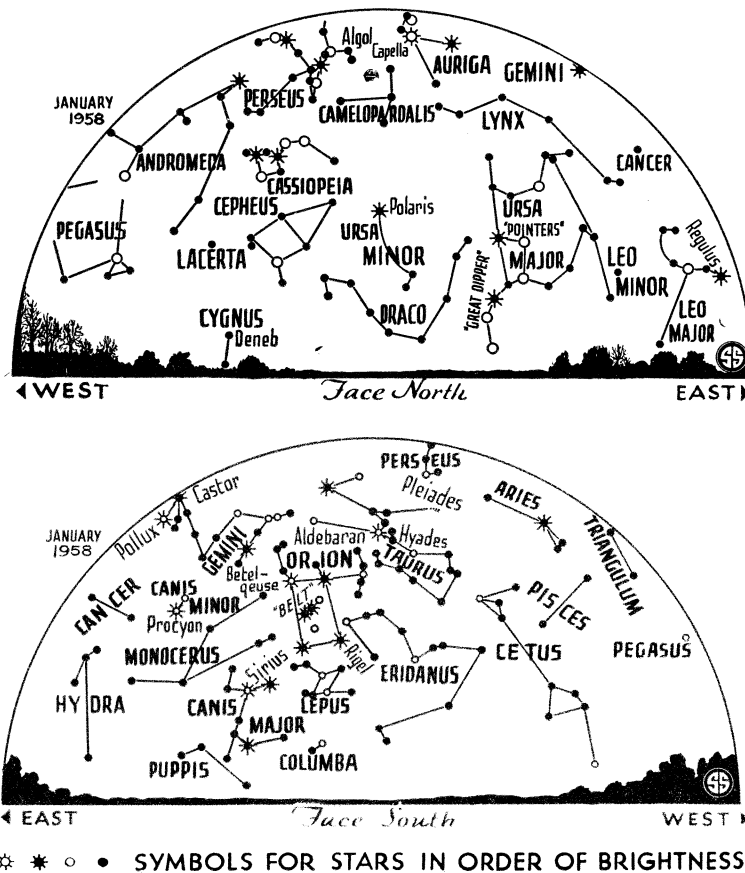 Algol
Capella
AURIGA
GEMINI
JANUARY
1958
PERSEUS
CAMELOPARDALIS
LYNX
ANDROMEDA
CASSIOPEIA
CANCER
CEPHEUS
Polaris
URSA
MINOR
URSA
"POINTERS"
MAJOR
PEGASUS
LACERTA
Regulus
LEO
MINOR
"GREAT DIPPER"
DRACO
CYGNUS
Deneb
LEO
MAJOR
SS
WEST
Face North
EAST
PERSEUS
Pleiades
ARIES
Castor
Pollux
JANUARY
1958
GEMINI
Aldebaran
Hyades
TAURUS
TRIANGULUM
ORION
Betel-
geuse
"BELT"
CANCER
CANIS
MINOR
Procyon
PISCES
MONOCERUS
Sirius
Rigel
ERIDANUS
CETUS
PEGASUS
HYDRA
CANIS
MAJOR
LEPUS
PUPPIS
COLUMBA
SS
EAST
Face South
WEST
SYMBOLS FOR STARS IN ORDER OF BRIGHTNESS